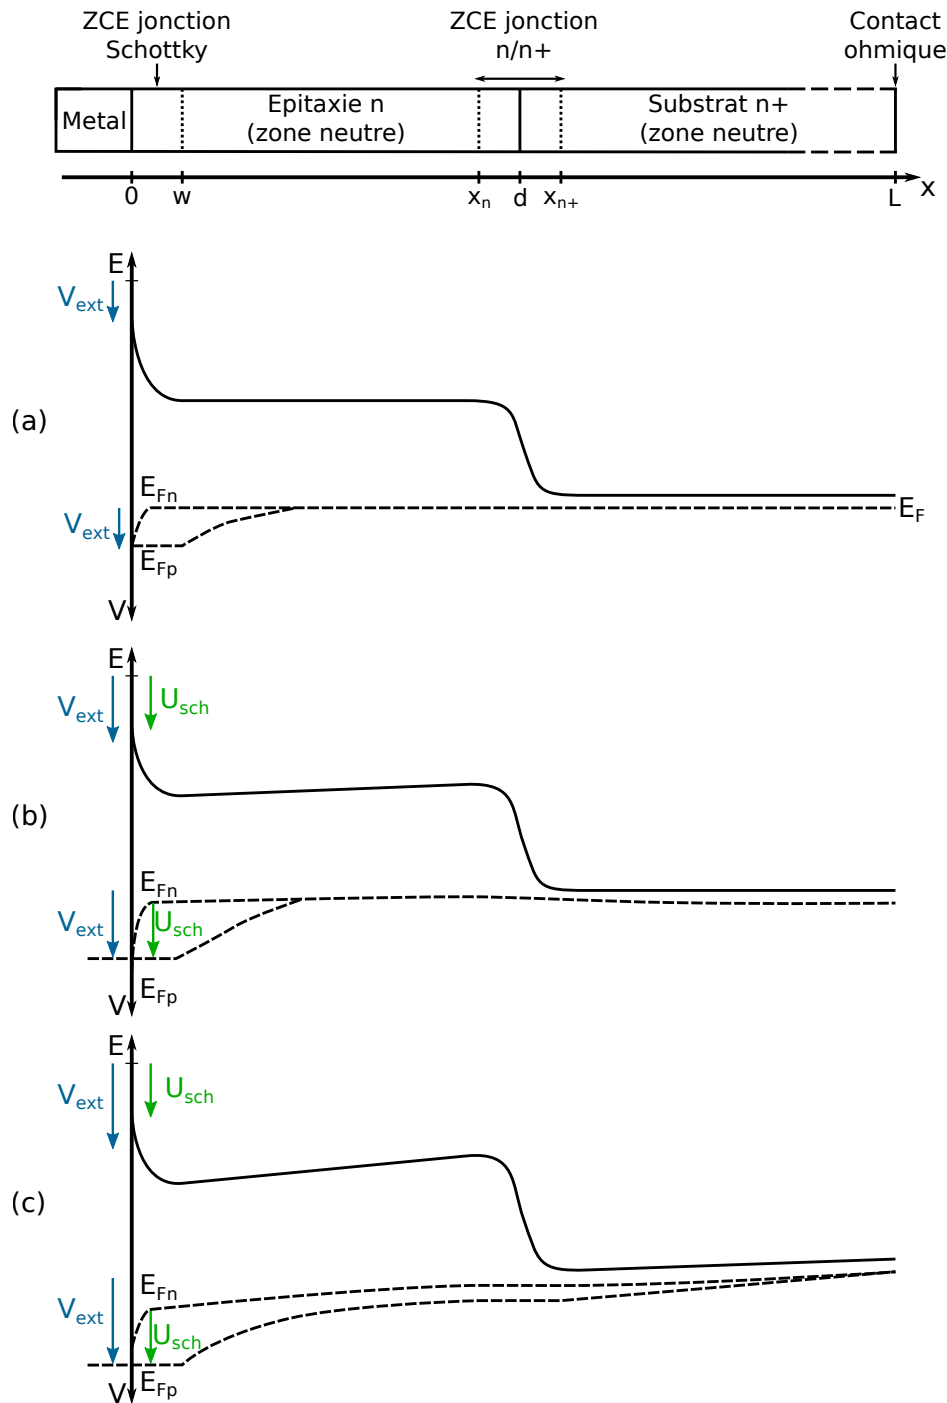 ZCE jonction
Schottky
ZCE jonction
n/n+
Contact
ohmique
Metal
Epitaxie n
(zone neutre)
Substrat n+
(zone neutre)
0
w
xn
d
xn+
L
x
E
Vext
(a)
EFn
Vext
EF
EFp
V
E
Vext
Usch
(b)
EFn
Vext
Usch
EFp
V
E
Vext
Usch
(c)
EFn
Vext
Usch
EFp
V